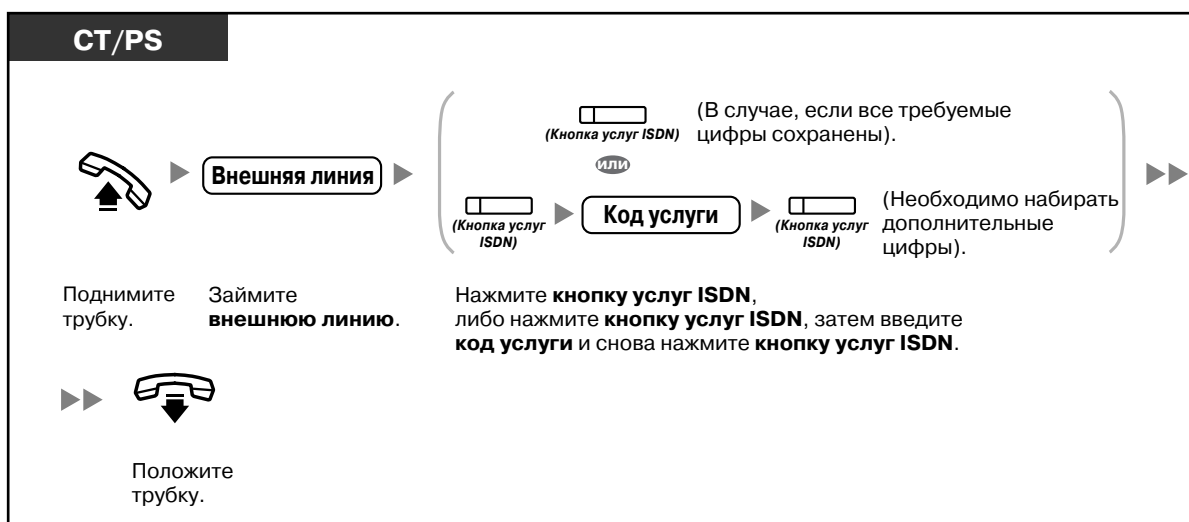 CT/PS
(В случае, если все требуемые
цифры сохранены).
(Кнопка услуг ISDN)
или
Внешняя линия
(Кнопка услуг
ISDN)
Код услуги
(Кнопка услуг
ISDN)
(Необходимо набирать
дополнительные
цифры).
Поднимите
трубку.
Займите
внешнюю линию.
Нажмите кнопку услуг ISDN,
либо нажмите кнопку услуг ISDN, затем введите
код услуги и снова нажмите кнопку услуг ISDN.
Положите
трубку.